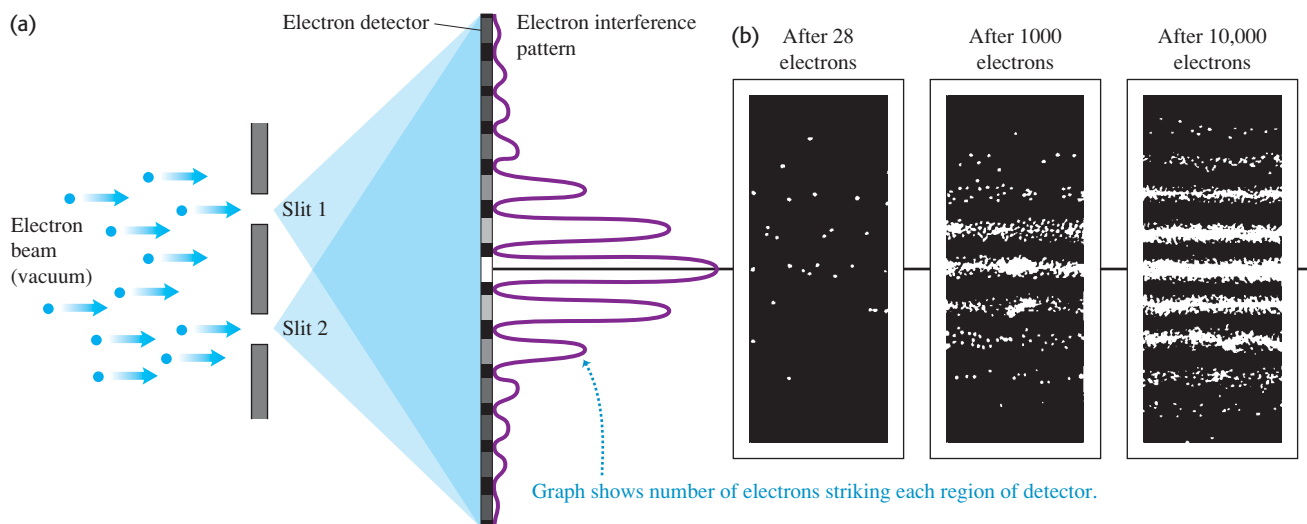 (a)
Electron detector
Electron interference
pattern
Slit 1
Electron
beam
(vacuum)
Slit 2
Graph shows number of electrons striking each region of detector.
(b)
After 28
electrons
After 1000
electrons
After 10,000
electrons